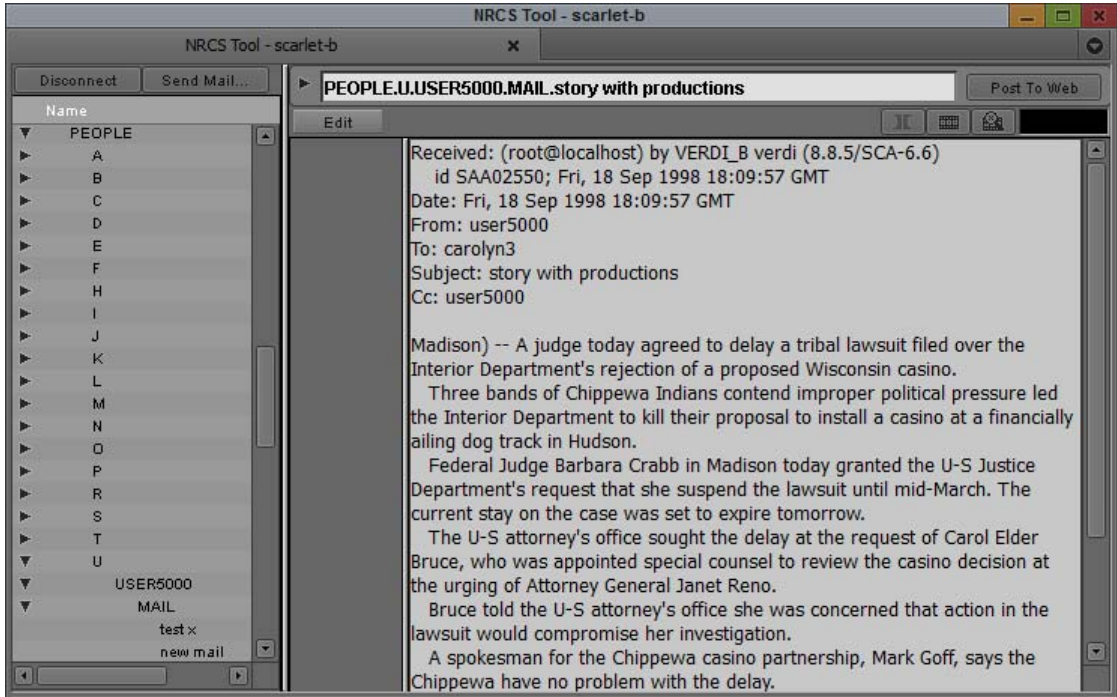 NRCS Tool - scarlet-b
NRCS Tool - scarlet-b
Disconnect Send Mail...
Name
PEOPLE
A
B
C
D
E
F
H
I
J
K
L
M
N
O
P
R
S
T
U
USER5000
MAIL
test x
new mail
PEOPLE.U.USER5000.MAIL.story with productions
Post To Web
Edit
Received: (root@localhost) by VERDI_B verdi (8.8.5/SCA-6.6)
id SAA02550; Fri, 18 Sep 1998 18:09:57 GMT
Date: Fri, 18 Sep 1998 18:09:57 GMT
From: user5000
To: carolyn3
Subject: story with productions
Cc: user5000
Madison) -- A judge today agreed to delay a tribal lawsuit filed over the
Interior Department's rejection of a proposed Wisconsin casino.
Three bands of Chippewa Indians contend improper political pressure led
the Interior Department to kill their proposal to install a casino at a financially
ailing dog track in Hudson.
Federal Judge Barbara Crabb in Madison today granted the U-S Justice
Department's request that she suspend the lawsuit until mid-March. The
current stay on the case was set to expire tomorrow.
The U-S attorney's office sought the delay at the request of Carol Elder
Bruce, who was appointed special counsel to review the casino decision at
the urging of Attorney General Janet Reno.
Bruce told the U-S attorney's office she was concerned that action in the
lawsuit would compromise her investigation.
A spokesman for the Chippewa casino partnership, Mark Goff, says the
Chippewa have no problem with the delay.